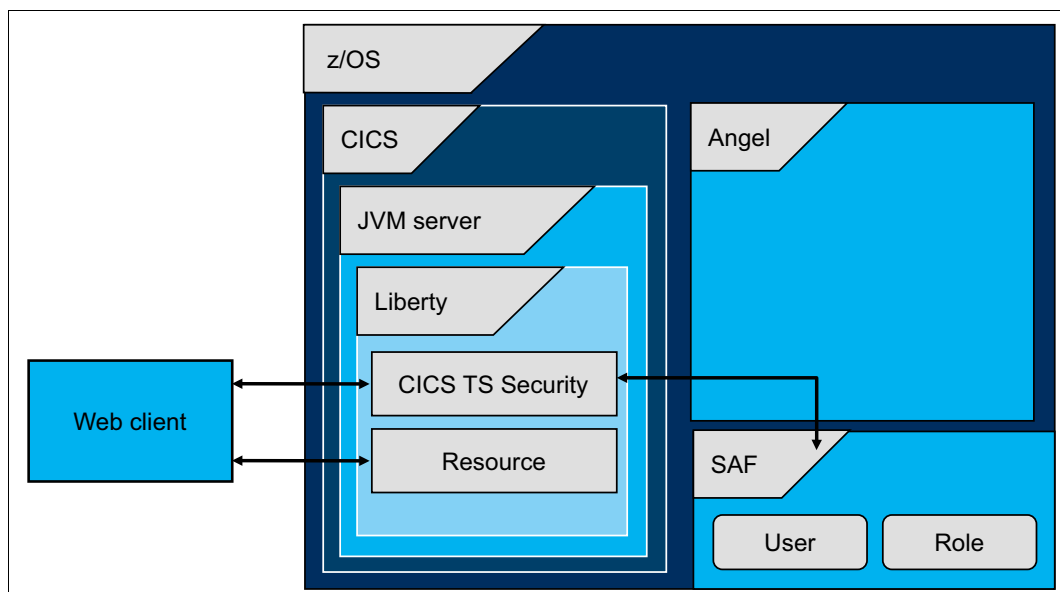 z/OS
CICS
Angel
JVM server
Liberty
CICS TS Security
Web client
Resource
SAF
User
Role